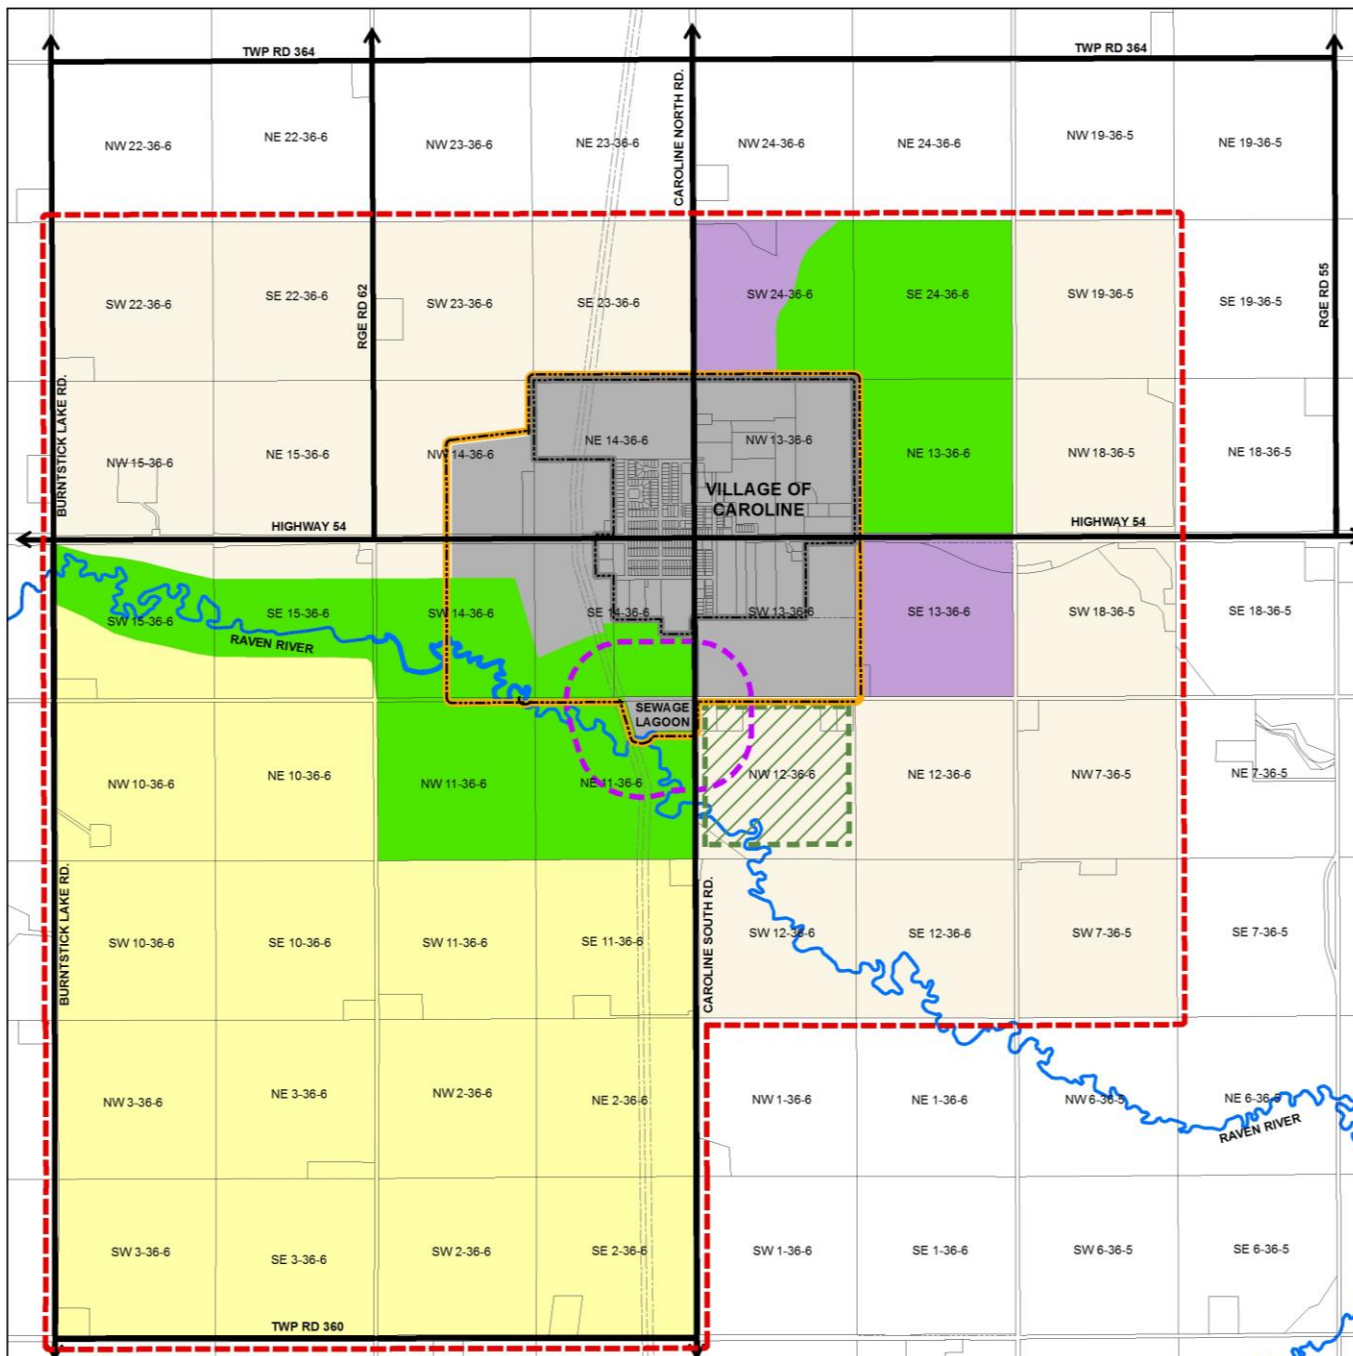 TWP RD 364
TWP RD 364
CAROLINE NORTH RD.
NW 22-36-6
NE 22-36-6
NW 23-36-6
NE 23-36-6
NW 24-36-6
NE 24-36-6
NW 19-36-5
NE 19-36-5
SW 22-36-6
SE 22-36-6
RGE RD 62
SW 23-36-6
SE 23-36-6
SW 24-36-6
SE 24-36-6
SW 19-36-5
SE 19-36-5
RGE RD 55
BURNTSTICK LAKE RD.
NW 15-36-6
NE 15-36-6
NW 14-36-6
NE 14-36-6
NW 13-36-6
NE 13-36-6
NW 18-36-5
NE 18-36-5
VILLAGE OF
CAROLINE
HIGHWAY 54
HIGHWAY 54
SW 15-36-6
SE 15-36-6
SW 14-36-6
SE 14-36-6
SW 13-36-6
SE 13-36-6
SW 18-36-5
SE 18-36-5
RAVEN RIVER
SEWAGE
LAGOON
NW 10-36-6
NE 10-36-6
NW 11-36-6
NE 11-36-6
NW 12-36-6
NE 12-36-6
NW 7-36-5
NE 7-36-5
BURNTSTICK LAKE RD.
SW 10-36-6
SE 10-36-6
SW 11-36-6
SE 11-36-6
CAROLINE SOUTH RD.
SW 12-36-6
SE 12-36-6
SW 7-36-5
SE 7-36-5
NW 3-36-6
NE 3-36-6
NW 2-36-6
NE 2-36-6
NW 1-36-6
NE 1-36-6
NW 6-36-5
NE 6-36-5
RAVEN RIVER
SW 3-36-6
SE 3-36-6
SW 2-36-6
SE 2-36-6
SW 1-36-6
SE 1-36-6
SW 6-36-5
SE 6-36-5
TWP RD 360